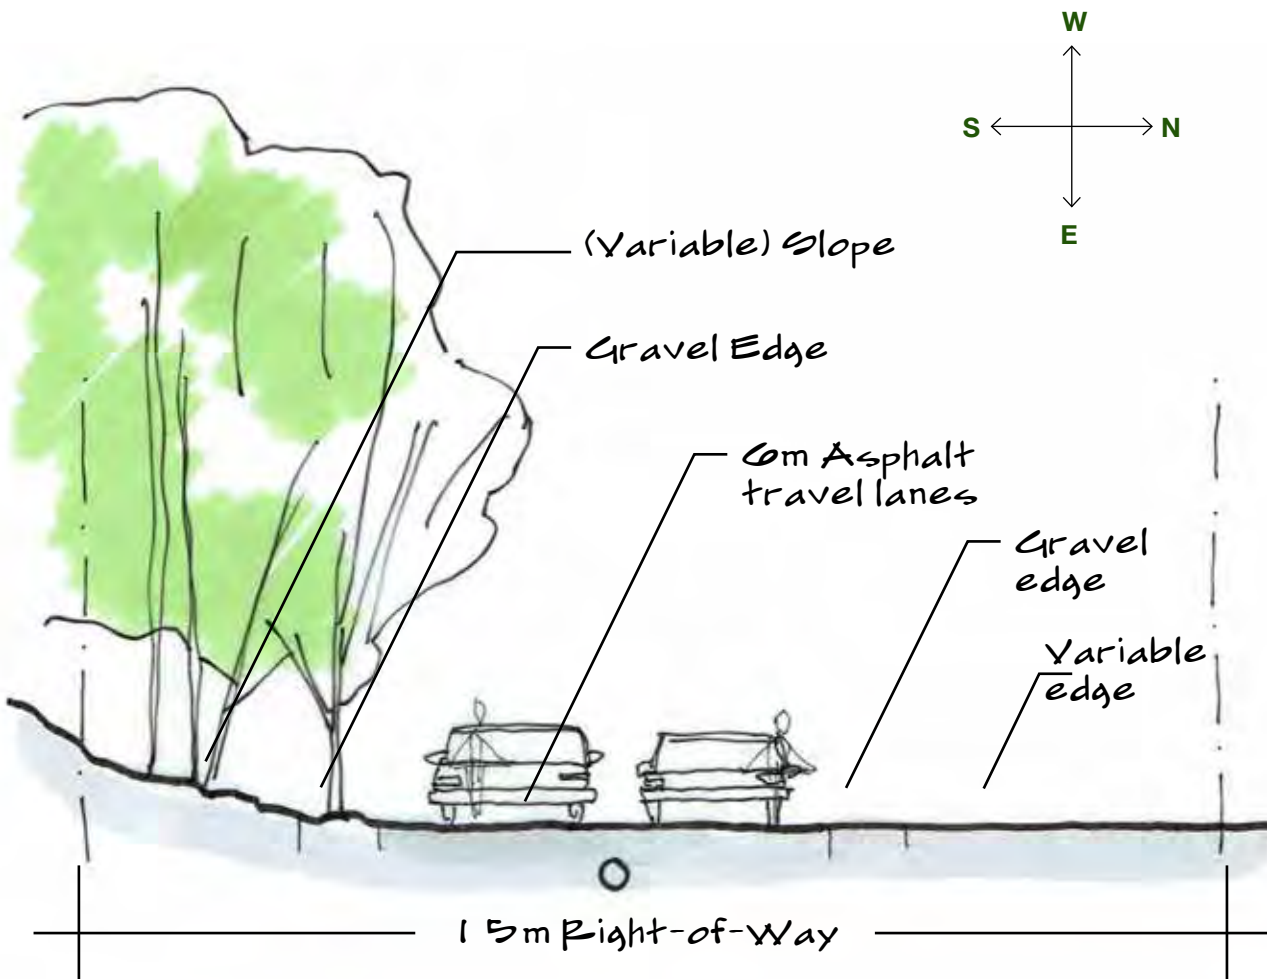 W
S N
E
(Variable) Slope
Gravel Edge
6m Asphalt
travel lanes
Gravel
edge
Variable
edge
15m Right-of-Way